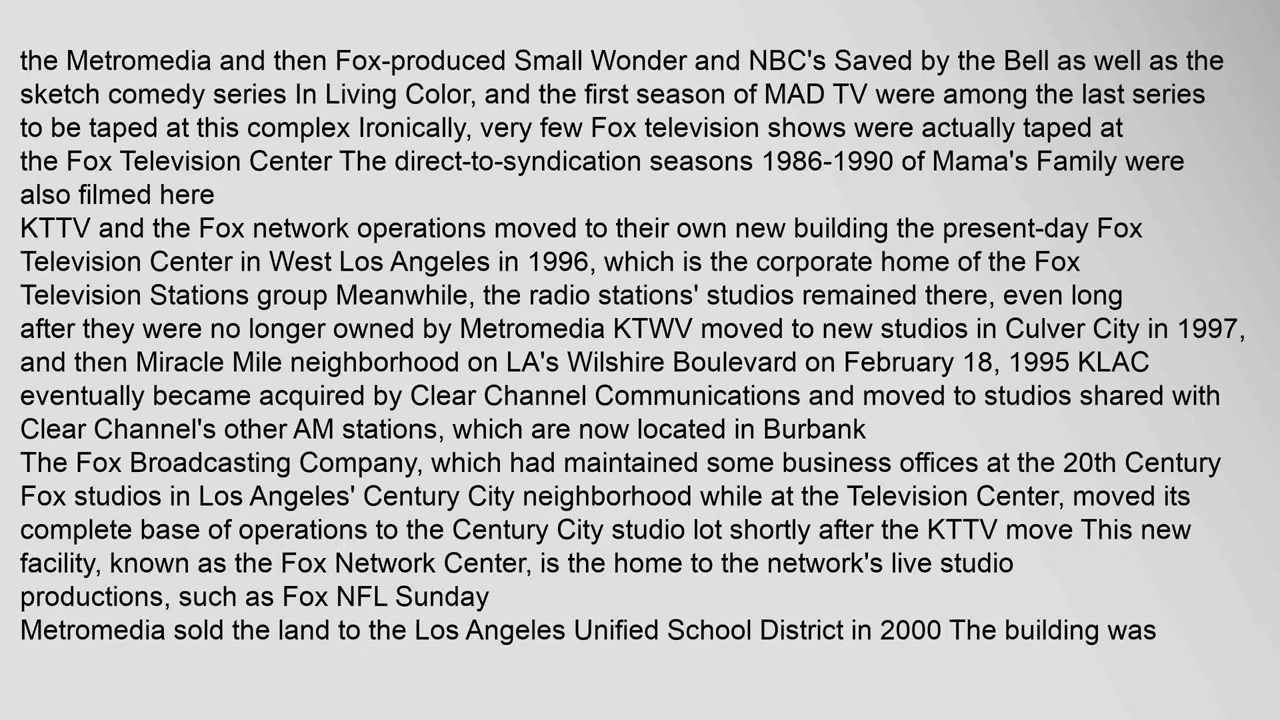 the Metromedia and then Fox-produced Small Wonder and NBC's Saved by the Bell as well as the
sketch comedy series In Living Color, and the first season of MAD TV were among the last series
to be taped at this complex Ironically, very few Fox television shows were actually taped at
the Fox Television Center The direct-to-syndication seasons 1986-1990 of Mama's Family were
also filmed here
KTTV and the Fox network operations moved to their own new building the present-day Fox
Television Center in West Los Angeles in 1996, which is the corporate home of the Fox
Television Stations group Meanwhile, the radio stations' studios remained there, even long
after they were no longer owned by Metromedia KTWV moved to new studios in Culver City in 1997,
and then Miracle Mile neighborhood on LA's Wilshire Boulevard on February 18, 1995 KLAC
eventually became acquired by Clear Channel Communications and moved to studios shared with
Clear Channel's other AM stations, which are now located in Burbank
The Fox Broadcasting Company, which had maintained some business offices at the 20th Century
Fox studios in Los Angeles' Century City neighborhood while at the Television Center, moved its
complete base of operations to the Century City studio lot shortly after the KTTV move This new
facility, known as the Fox Network Center, is the home to the network's live studio
productions, such as Fox NFL Sunday
Metromedia sold the land to the Los Angeles Unified School District in 2000 The building was